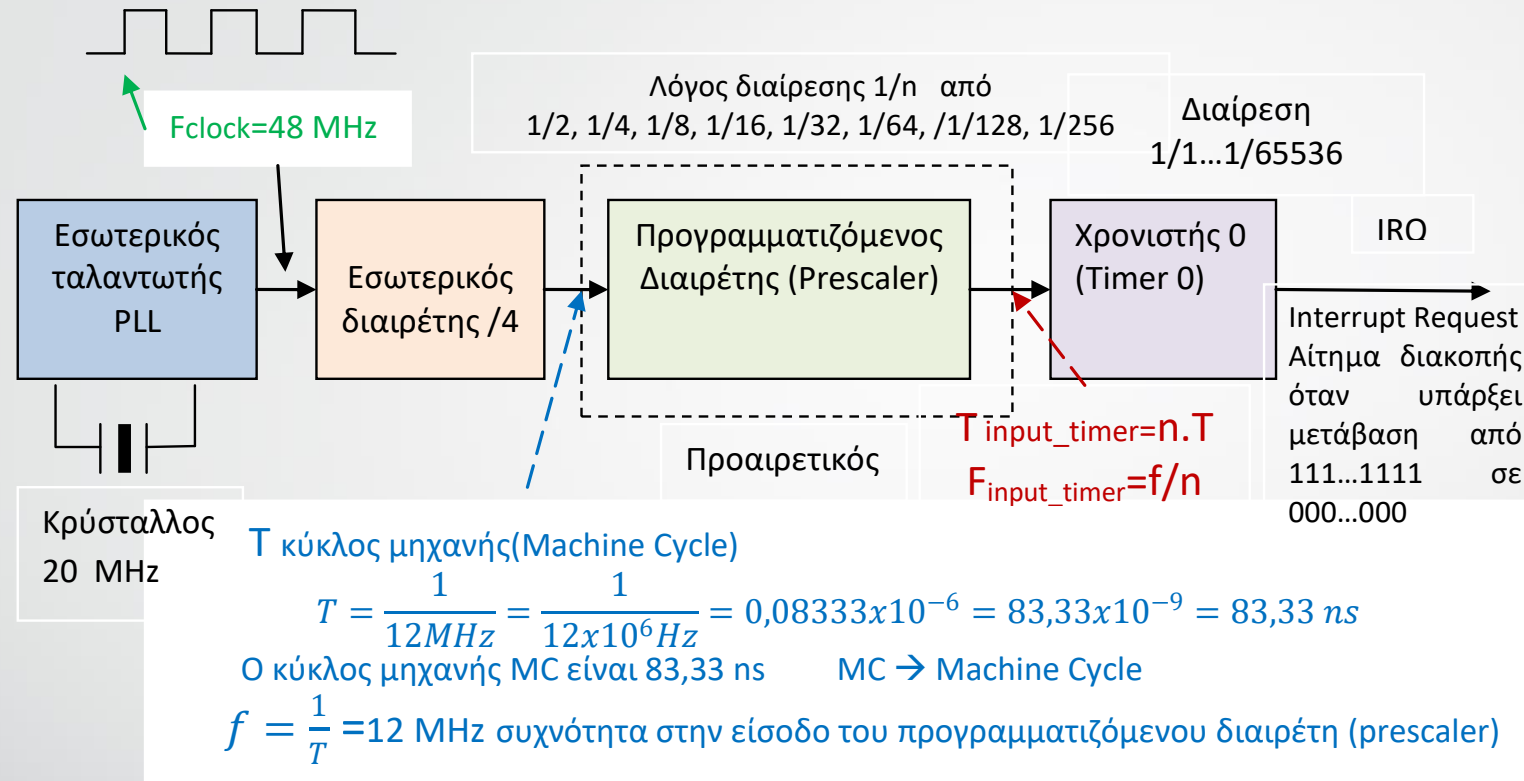 Fclock=48 MHz
Λόγος διαίρεσης 1/n από
1/2, 1/4, 1/8, 1/16, 1/32, 1/64, /1/128, 1/256
Διαίρεση
1/1...1/65536
Εσωτερικός
ταλαντωτής
PLL
Εσωτερικός
διαιρέτης /4
Προγραμματιζόμενος
Διαιρέτης (Prescaler)
Χρονιστής 0
(Timer 0)
IRQ
Interrupt Request
Αίτημα διακοπής
όταν υπάρξει
μετάβαση από
111...1111 σε
000...000
Προαιρετικός
T input_timer=n.T
Finput_timer=f/n
Κρύσταλλος
20 MHz
T κύκλος μηχανής(Machine Cycle)
T = 1/12MHz = 1/12x10⁶Hz = 0,08333x10⁻⁶ = 83,33x10⁻⁹ = 83,33 ns
Ο κύκλος μηχανής MC είναι 83,33 ns MC → Machine Cycle
f = 1/T =12 MHz συχνότητα στην είσοδο του προγραμματιζόμενου διαιρέτη (prescaler)